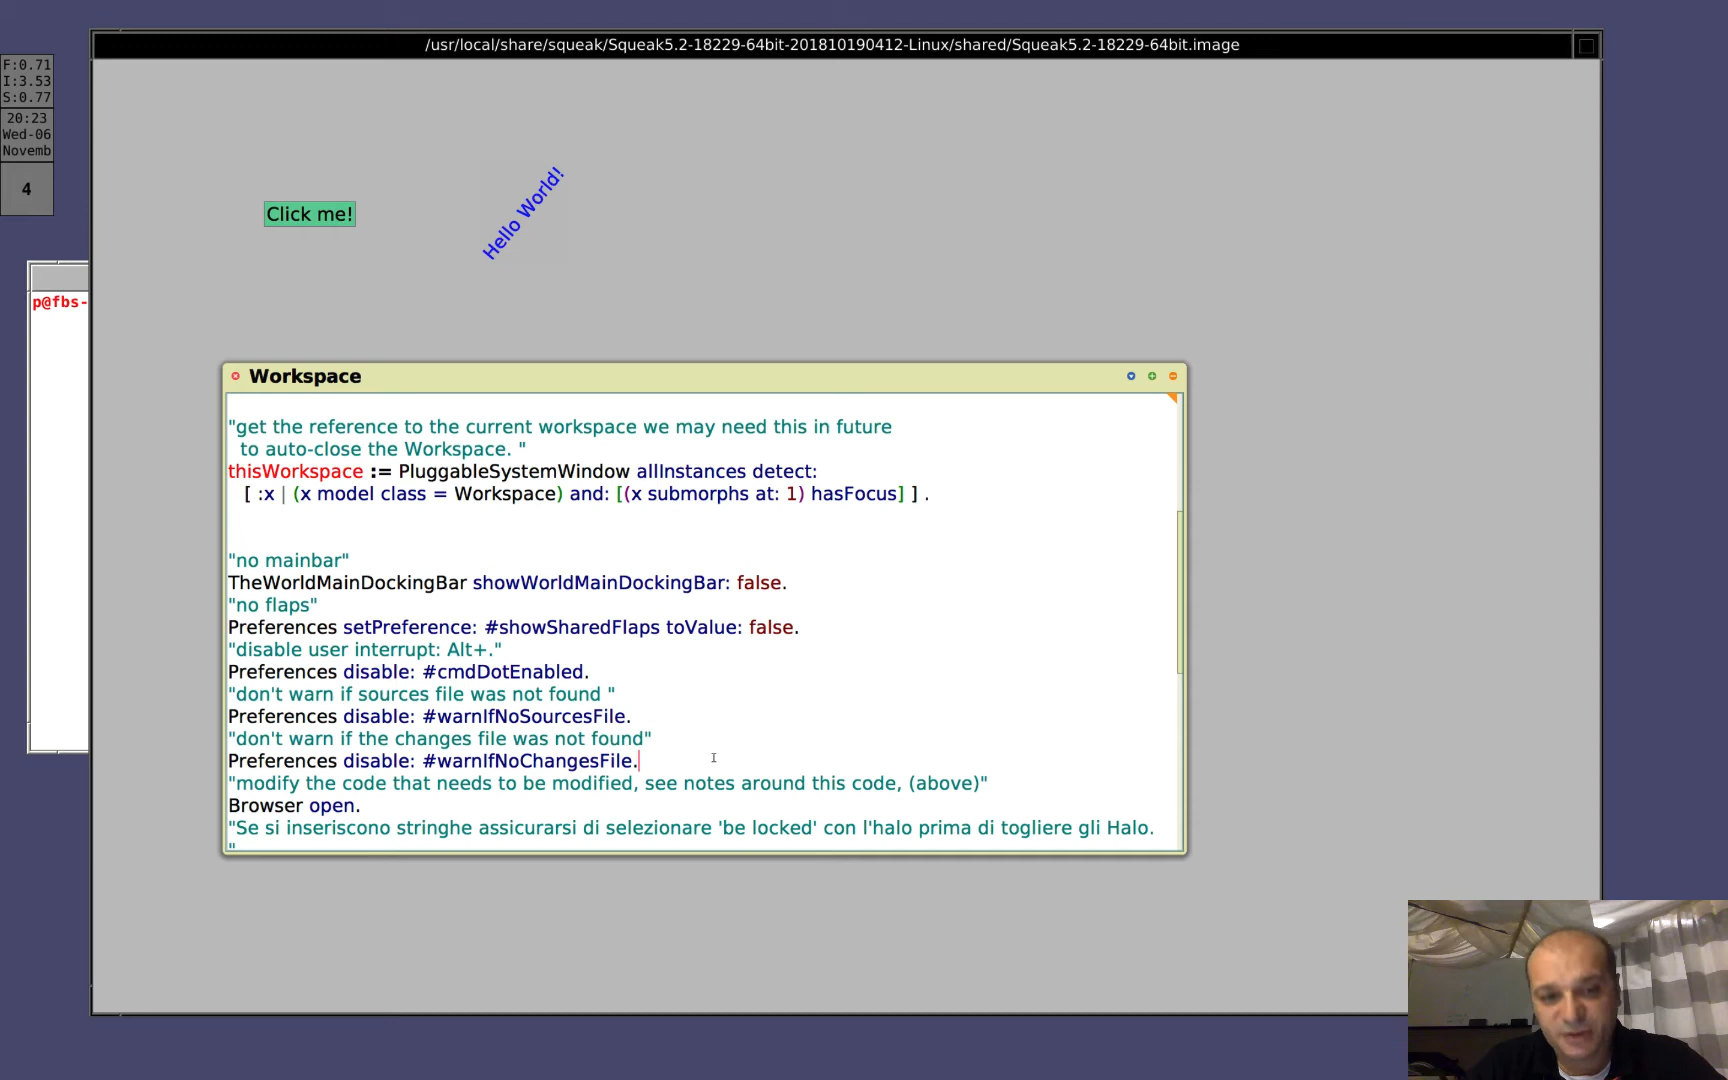 /usr/local/share/squeak/Squeak5.2-18229-64bit-201810190412-Linux/shared/Squeak5.2-18229-64bit.image
F:0.71
I:3.53
S:0.77
20:23
Wed-06
Novemb
4
p@fbs-
Click me!
Hello World!
Workspace
"get the reference to the current workspace we may need this in future
to auto-close the Workspace. "
thisWorkspace := PluggableSystemWindow allInstances detect:
[ :x | (x model class = Workspace) and: [(x submorphs at: 1) hasFocus] ] .
"no mainbar"
TheWorldMainDockingBar showWorldMainDockingBar: false.
"no flaps"
Preferences setPreference: #showSharedFlaps toValue: false.
"disable user interrupt: Alt+."
Preferences disable: #cmdDotEnabled.
"don't warn if sources file was not found "
Preferences disable: #warnIfNoSourcesFile.
"don't warn if the changes file was not found"
Preferences disable: #warnIfNoChangesFile.
"modify the code that needs to be modified, see notes around this code, (above)"
Browser open.
"Se si inseriscono stringhe assicurarsi di selezionare 'be locked' con l'halo prima di togliere gli Halo.
"